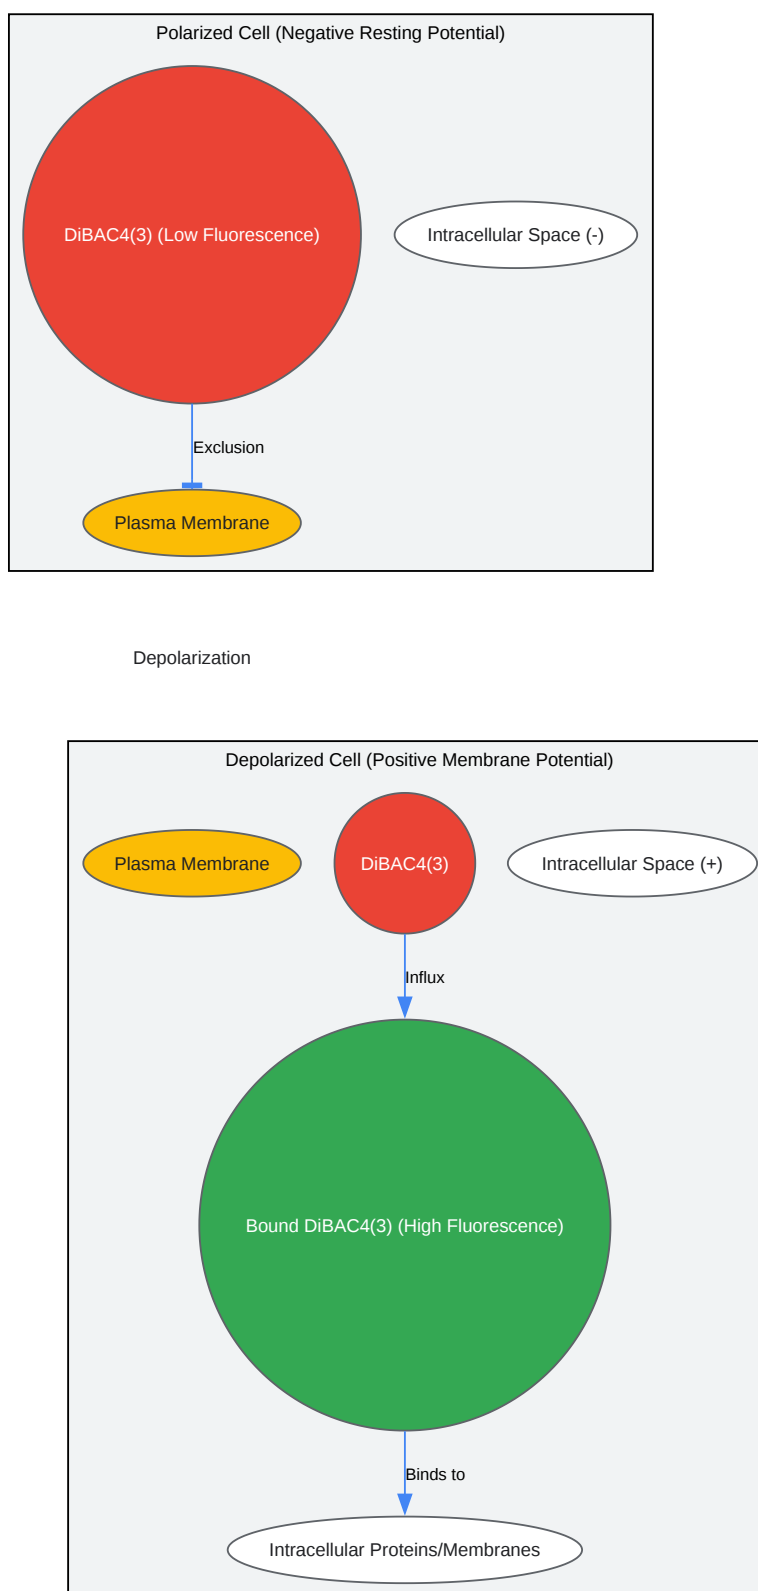 Polarized Cell (Negative Resting Potential)
DiBAC4(3) (Low Fluorescence)
Intracellular Space (-)
Exclusion
Plasma Membrane
Depolarization
Depolarized Cell (Positive Membrane Potential)
Plasma Membrane
DiBAC4(3)
Intracellular Space (+)
Influx
Bound DiBAC4(3) (High Fluorescence)
Binds to
Intracellular Proteins/Membranes